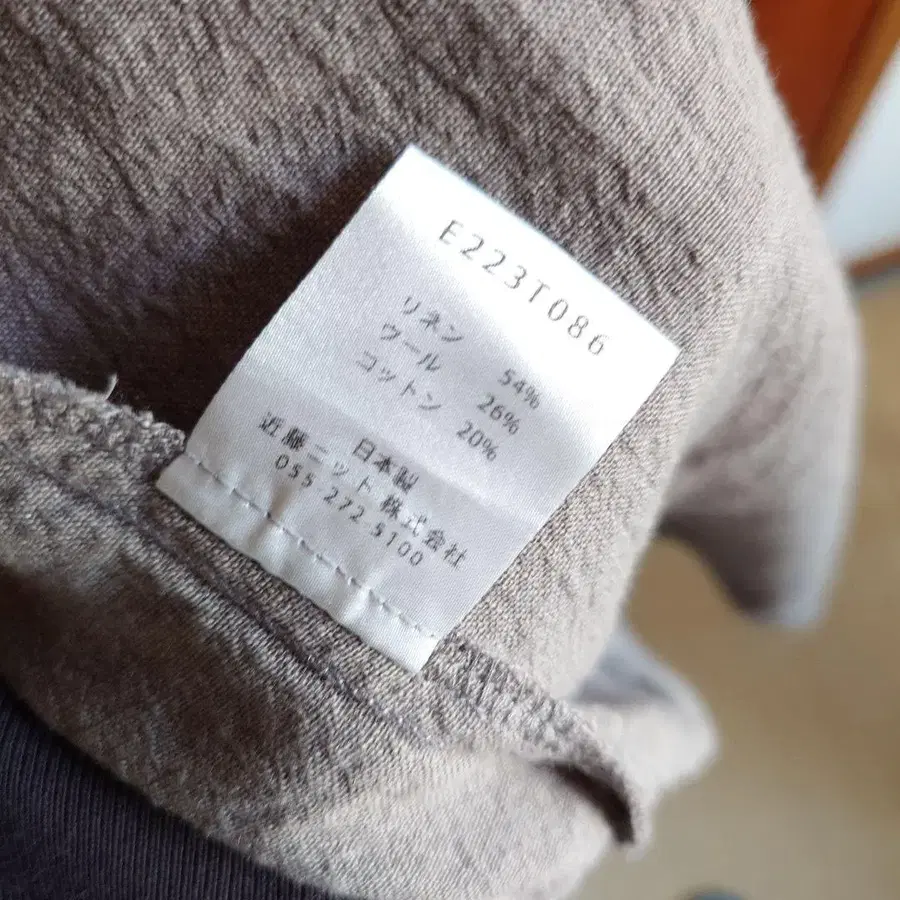 E223T086
リネン 54%
ウール 26%
コットン 20%
日本製
近藤ニット株式会社
055 272 5100